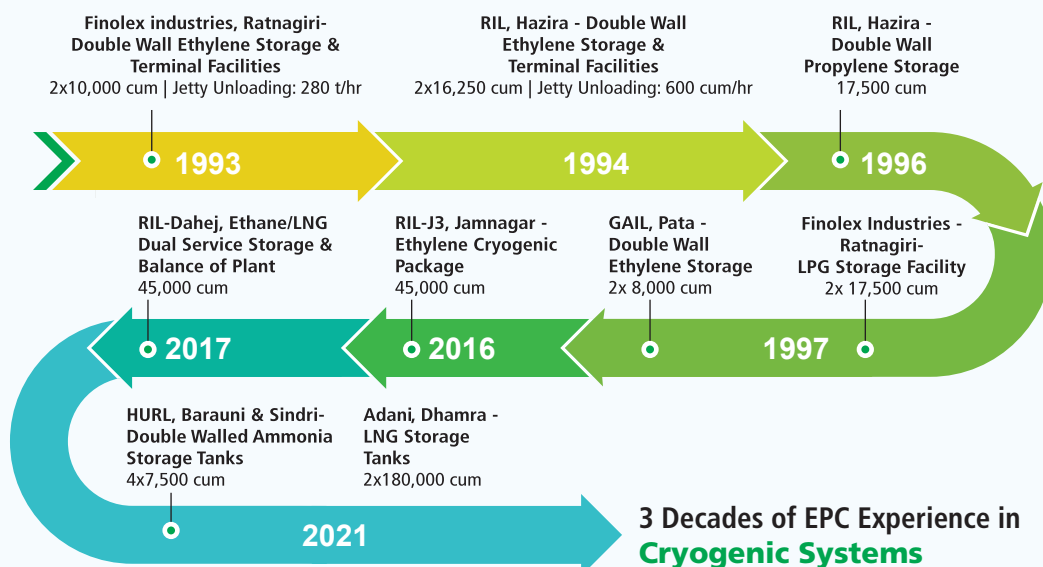 Finolex industries, Ratnagiri-
Double Wall Ethylene Storage &
Terminal Facilities
2x10,000 cum | Jetty Unloading: 280 t/hr
RIL, Hazira - Double Wall
Ethylene Storage &
Terminal Facilities
2x16,250 cum | Jetty Unloading: 600 cum/hr
RIL, Hazira -
Double Wall
Propylene Storage
17,500 cum
1993
1994
1996
RIL-Dahej, Ethane/LNG
Dual Service Storage &
Balance of Plant
45,000 cum
RIL-J3, Jamnagar -
Ethylene Cryogenic
Package
45,000 cum
GAIL, Pata -
Double Wall
Ethylene Storage
2x 8,000 cum
Finolex Industries -
Ratnagiri-
LPG Storage Facility
2x 17,500 cum
2017
2016
1997
HURL, Barauni & Sindri-
Double Walled Ammonia
Storage Tanks
4x7,500 cum
Adani, Dhamra -
LNG Storage
Tanks
2x180,000 cum
2021
3 Decades of EPC Experience in
Cryogenic Systems